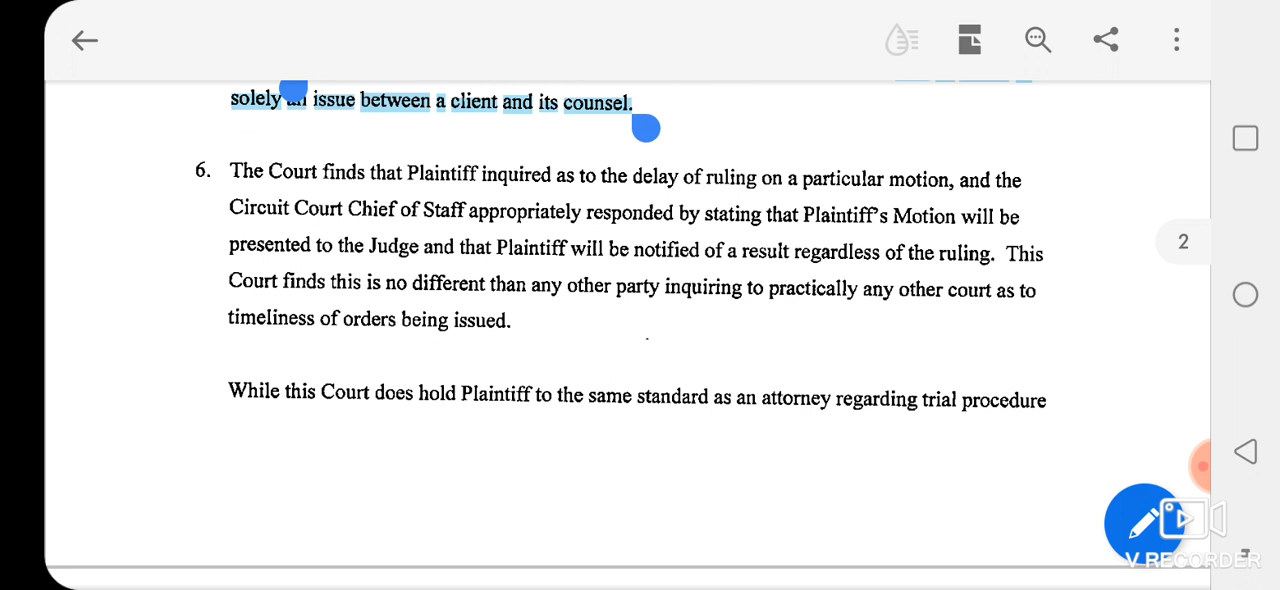 solely an issue between a client and its counsel.
6. The Court finds that Plaintiff inquired as to the delay of ruling on a particular motion, and the
Circuit Court Chief of Staff appropriately responded by stating that Plaintiff's Motion will be
presented to the Judge and that Plaintiff will be notified of a result regardless of the ruling. This
2
Court finds this is no different than any other party inquiring to practically any other court as to
timeliness of orders being issued.
While this Court does hold Plaintiff to the same standard as an attorney regarding trial procedure
V RECORDER